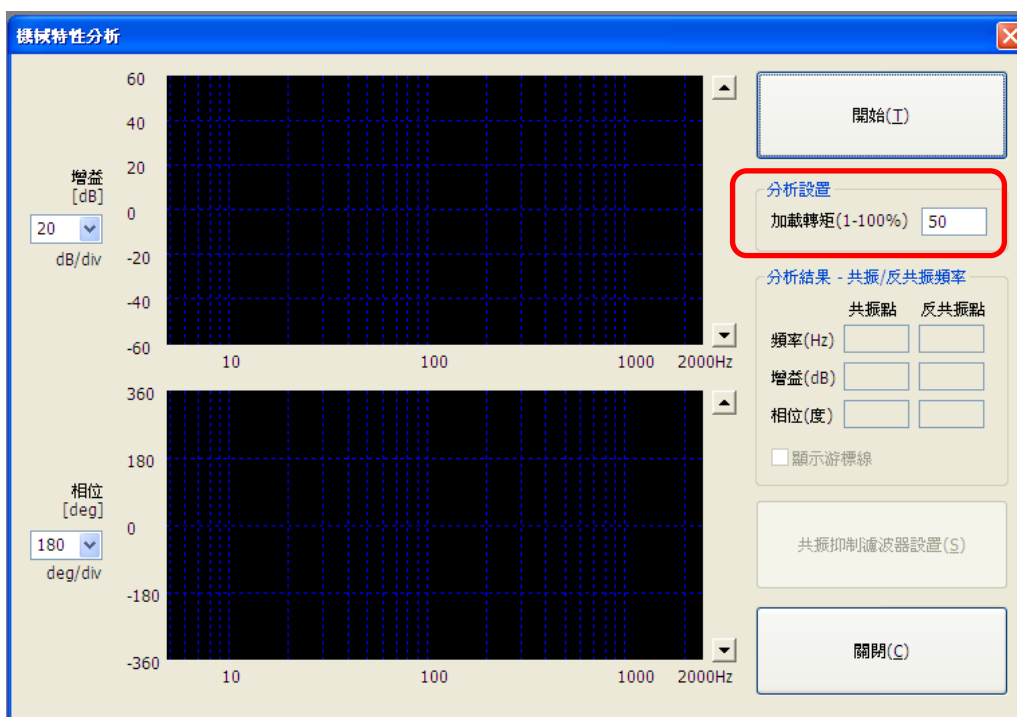 機械特性分析
增益
[dB]
20
dB/div
60
40
20
0
-20
-40
-60
10
100
1000
2000Hz
相位
[deg]
180
deg/div
360
180
0
-180
-360
10
100
1000
2000Hz
開始(T)
分析設置
加載轉矩(1-100%) 50
分析結果 - 共振/反共振頻率
共振點 反共振點
頻率(Hz)
增益(dB)
相位(度)
顯示游標線
共振抑制濾波器設置(S)
關閉(C)